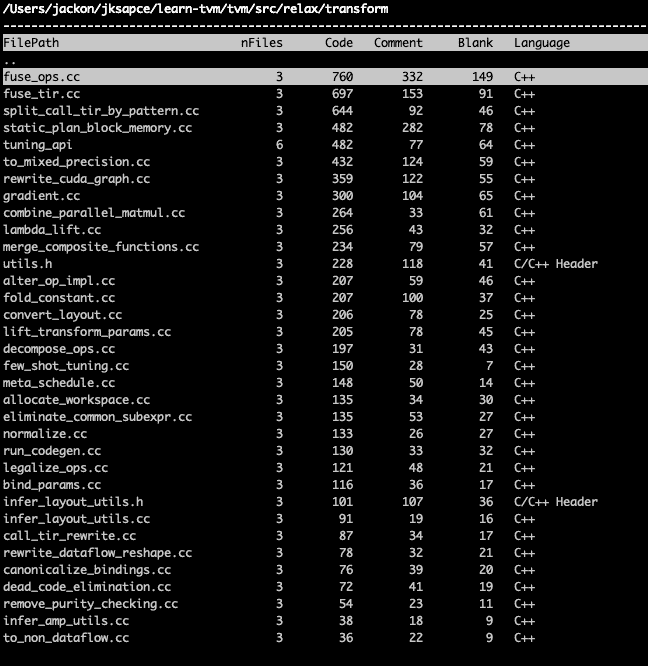 /Users/jackon/jksapce/learn-tvm/tvm/src/relax/transform
--------------------------------------------------------------------------------
FilePath nFiles Code Comment Blank Language
..
fuse_ops.cc 3 760 332 149 C++
fuse_tir.cc 3 697 153 91 C++
split_call_tir_by_pattern.cc 3 644 92 46 C++
static_plan_block_memory.cc 3 482 282 78 C++
tuning_api 6 482 77 64 C++
to_mixed_precision.cc 3 432 124 59 C++
rewrite_cuda_graph.cc 3 359 122 55 C++
gradient.cc 3 300 104 65 C++
combine_parallel_matmul.cc 3 264 33 61 C++
lambda_lift.cc 3 256 43 32 C++
merge_composite_functions.cc 3 234 79 57 C++
utils.h 3 228 118 41 C/C++ Header
alter_op_impl.cc 3 207 59 46 C++
fold_constant.cc 3 207 100 37 C++
convert_layout.cc 3 206 78 25 C++
lift_transform_params.cc 3 205 78 45 C++
decompose_ops.cc 3 197 31 43 C++
few_shot_tuning.cc 3 150 28 7 C++
meta_schedule.cc 3 148 50 14 C++
allocate_workspace.cc 3 135 34 30 C++
eliminate_common_subexpr.cc 3 135 53 27 C++
normalize.cc 3 133 26 27 C++
run_codegen.cc 3 130 33 32 C++
legalize_ops.cc 3 121 48 21 C++
bind_params.cc 3 116 36 17 C++
infer_layout_utils.h 3 101 107 36 C/C++ Header
infer_layout_utils.cc 3 91 19 16 C++
call_tir_rewrite.cc 3 87 34 17 C++
rewrite_dataflow_reshape.cc 3 78 32 21 C++
canonicalize_bindings.cc 3 76 39 20 C++
dead_code_elimination.cc 3 72 41 19 C++
remove_purity_checking.cc 3 54 23 11 C++
infer_amp_utils.cc 3 38 18 9 C++
to_non_dataflow.cc 3 36 22 9 C++